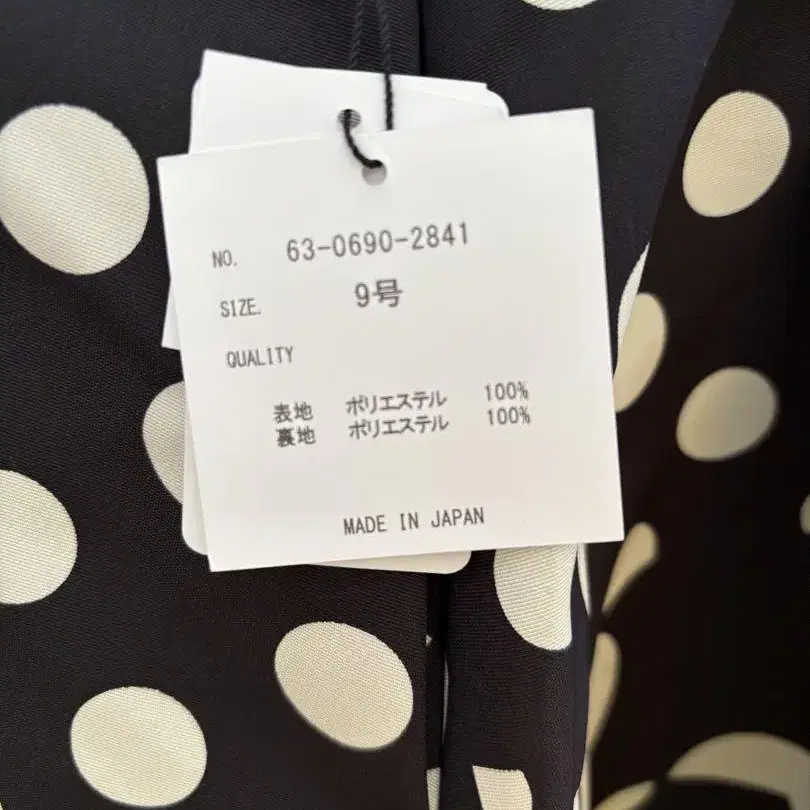 NO. 63-0690-2841
SIZE. 9号
QUALITY
表地 ポリエステル 100%
裏地 ポリエステル 100%
MADE IN JAPAN